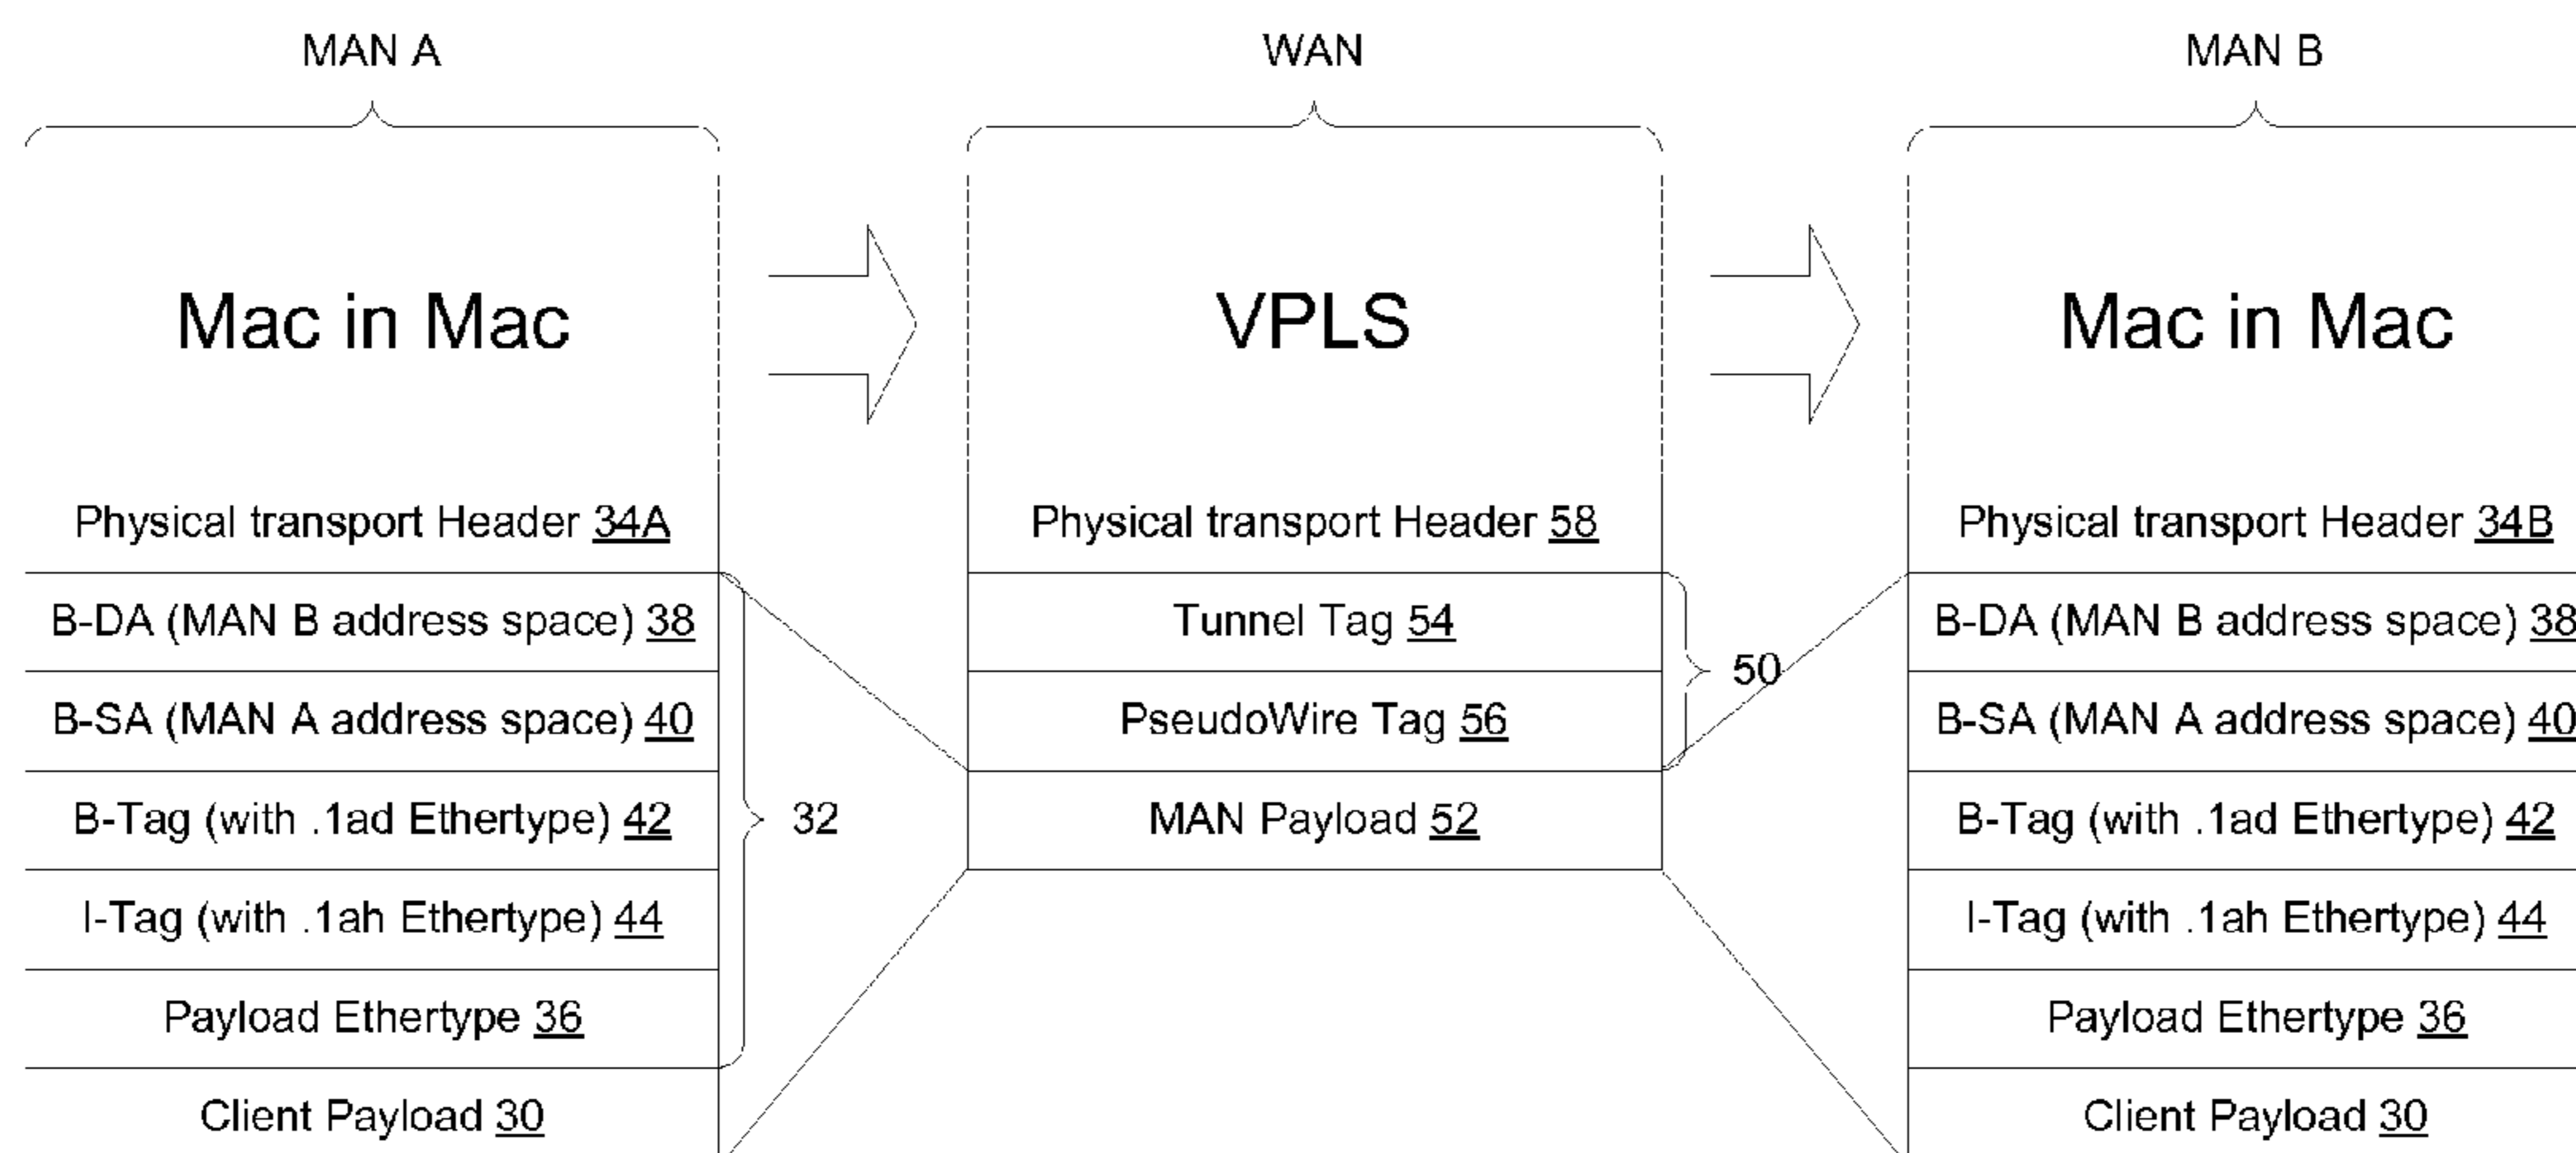 MAN A
WAN
MAN B
Mac in Mac
VPLS
Mac in Mac
Physical transport Header 34A
B-DA (MAN B address space) 38
B-SA (MAN A address space) 40
B-Tag (with .1ad Ethertype) 42
I-Tag (with .1ah Ethertype) 44
Payload Ethertype 36
Client Payload 30
32
Physical transport Header 58
Tunnel Tag 54
PseudoWire Tag 56
MAN Payload 52
50
Physical transport Header 34B
B-DA (MAN B address space) 38
B-SA (MAN A address space) 40
B-Tag (with .1ad Ethertype) 42
I-Tag (with .1ah Ethertype) 44
Payload Ethertype 36
Client Payload 30